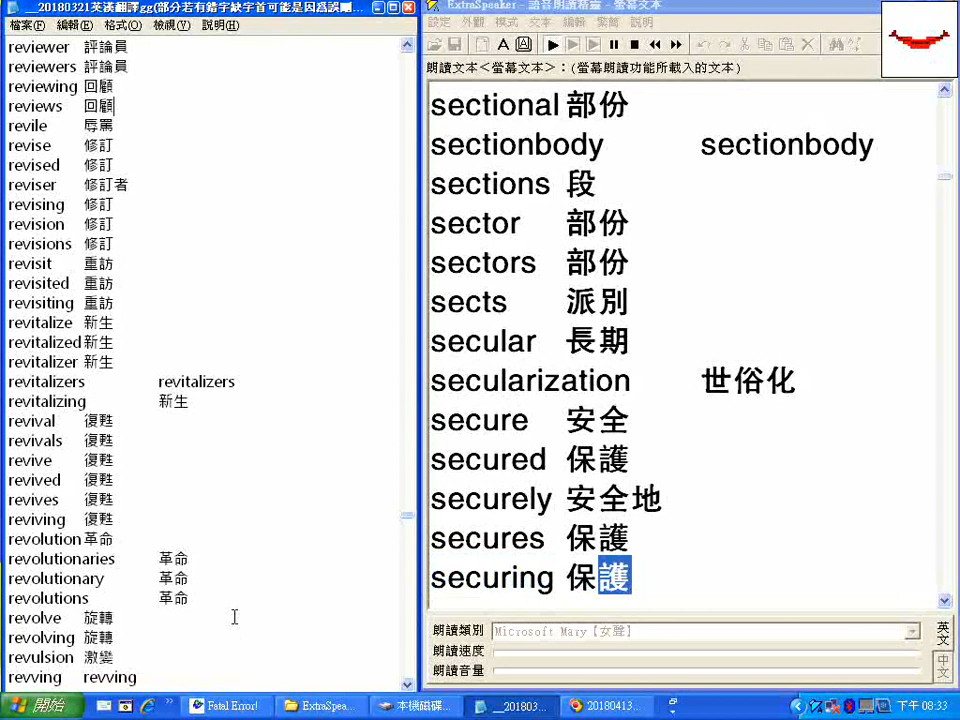 __20180321英漢翻譯gg(部分若有錯字缺字首可能是因為誤刪...
檔案(F) 編輯(E) 格式(O) 檢視(V) 說明(H)
reviewer 評論員
reviewers 評論員
reviewing 回顧
reviews 回顧
revile 辱罵
revise 修訂
revised 修訂
reviser 修訂者
revising 修訂
revision 修訂
revisions 修訂
revisit 重訪
revisited 重訪
revisiting 重訪
revitalize 新生
revitalized 新生
revitalizer 新生
revitalizers revitalizers
revitalizing 新生
revival 復甦
revivals 復甦
revive 復甦
revived 復甦
revives 復甦
reviving 復甦
revolution 革命
revolutionaries 革命
revolutionary 革命
revolutions 革命
revolve 旋轉
revolving 旋轉
revulsion 激變
revving revving
ExtraSpeaker - 語音朗讀精靈 - 螢幕文本
設定 外觀 模式 文本 編輯 繁簡 說明
朗讀文本<螢幕文本>：(螢幕朗讀功能所載入的文本)
sectional 部份
sectionbody sectionbody
sections 段
sector 部份
sectors 部份
sects 派別
secular 長期
secularization 世俗化
secure 安全
secured 保護
securely 安全地
secures 保護
securing 保護
朗讀類別 Microsoft Mary【女聲】
朗讀速度
朗讀音量
英文
中文
開始 Fatal Error! ExtraSpea... 本機磁碟... __201803... 20180413... 下午 08:33